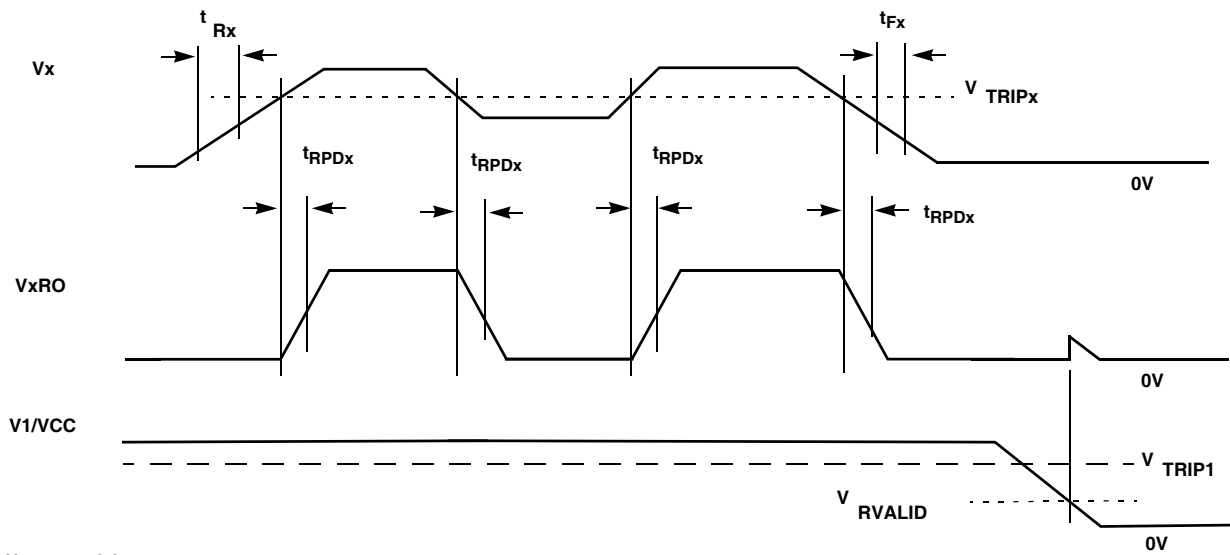 t Rx
tFx
Vx
V TRIPx
tRPDx
tRPDx
tRPDx
0V
tRPDx
VxRO
0V
V1/VCC
V TRIP1
V RVALID
0V